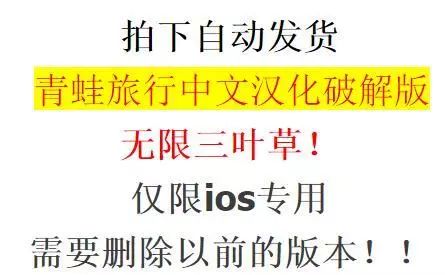 拍下自动发货
青蛙旅行中文汉化破解版
无限三叶草！
仅限ios专用
需要删除以前的版本！！